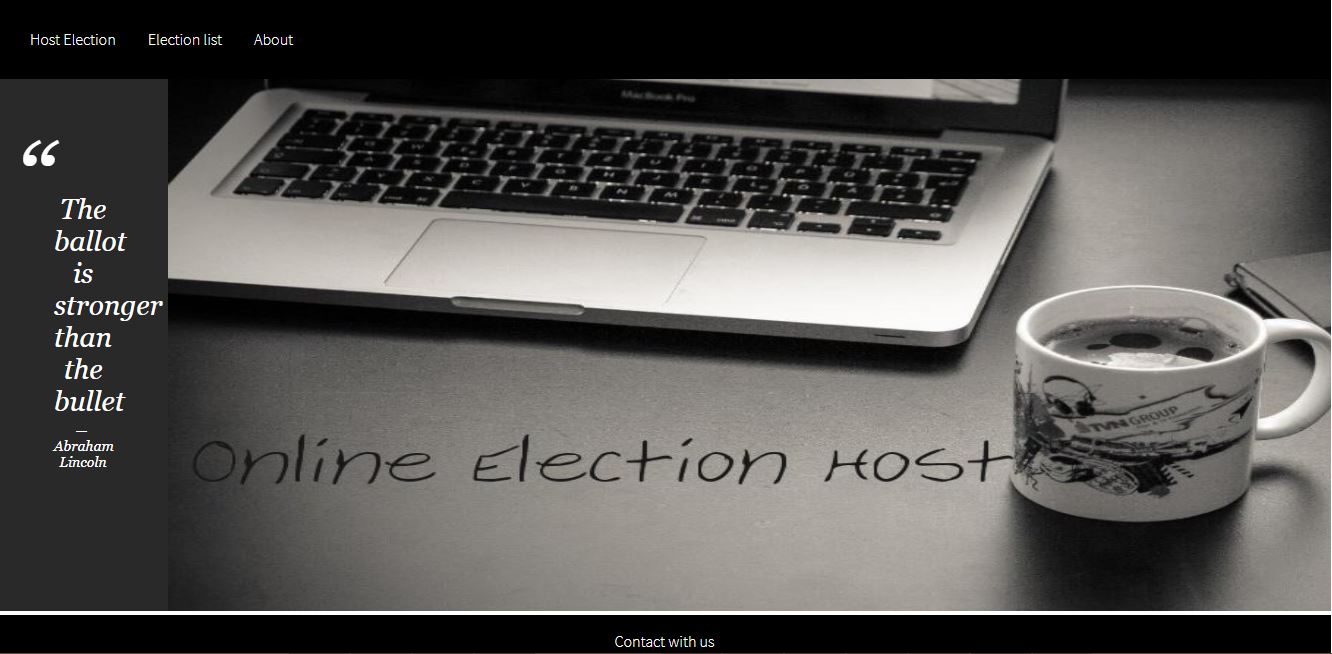 Host Election Election list About
MacBook Pro
“
The
ballot
is
stronger
than
the
bullet
—
Abraham
Lincoln
Online Election Host
STVN GROUP
Contact with us